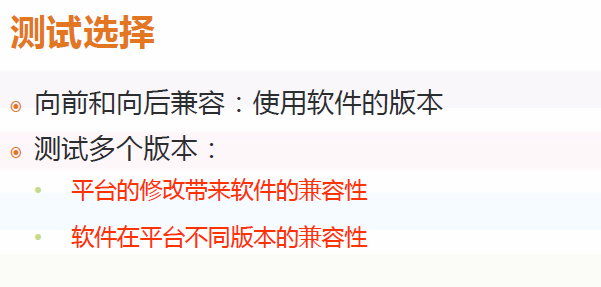 测试选择
向前和向后兼容：使用软件的版本
测试多个版本：
平台的修改带来软件的兼容性
软件在平台不同版本的兼容性